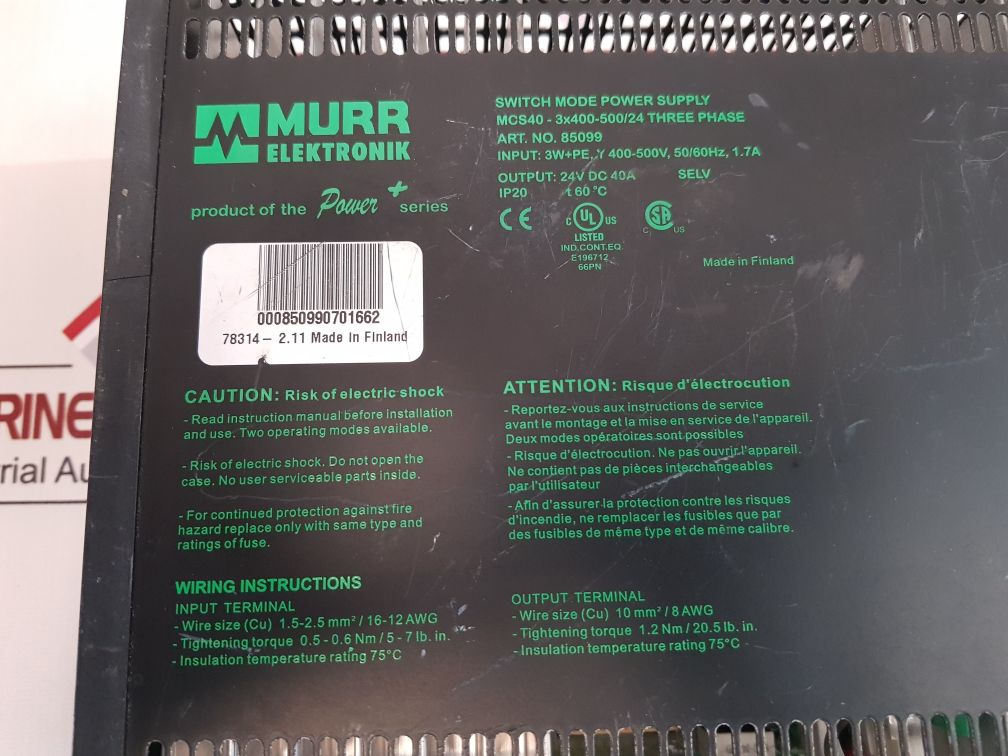 MURR
ELEKTRONIK
product of the Power + series
SWITCH MODE POWER SUPPLY
MCS40 - 3x400-500/24 THREE PHASE
ART. NO. 85099
INPUT: 3W+PE, Y 400-500V, 50/60Hz, 1.7A
OUTPUT: 24V DC 40A SELV
IP20 t 60 °C
CE C UL US C SA US
LISTED
IND.CONT.EQ.
E196712
66PN
Made in Finland
000850990701662
78314 - 2.11 Made in Finland
CAUTION: Risk of electric shock
- Read instruction manual before installation
and use. Two operating modes available.
- Risk of electric shock. Do not open the
case. No user serviceable parts inside.
- For continued protection against fire
hazard replace only with same type and
ratings of fuse.
ATTENTION: Risque d'électrocution
- Reportez-vous aux instructions de service
avant le montage et la mise en service de l'appareil.
Deux modes opératoires sont possibles
- Risque d'électrocution. Ne pas ouvrir l'appareil.
Ne contient pas de pièces interchangeables
par l'utilisateur
- Afin d'assurer la protection contre les risques
d'incendie, ne remplacer les fusibles que par
des fusibles de même type et de même calibre.
WIRING INSTRUCTIONS
INPUT TERMINAL
- Wire size (Cu) 1.5-2.5 mm² / 16-12 AWG
- Tightening torque 0.5 - 0.6 Nm / 5 - 7 lb. in.
- Insulation temperature rating 75°C
OUTPUT TERMINAL
- Wire size (Cu) 10 mm² / 8 AWG
- Tightening torque 1.2 Nm / 20.5 lb. in.
- Insulation temperature rating 75°C
RINE
rial Au